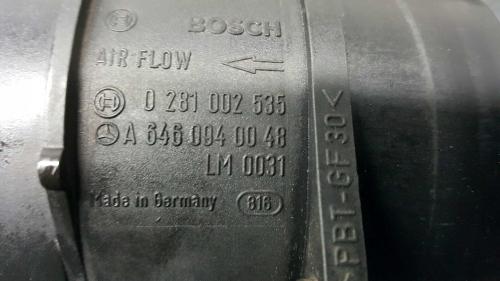 BOSCH
AIR FLOW
0 281 002 535
A 646 094 00 48
LM 0031
Made in Germany 816
>PBT-GF30<